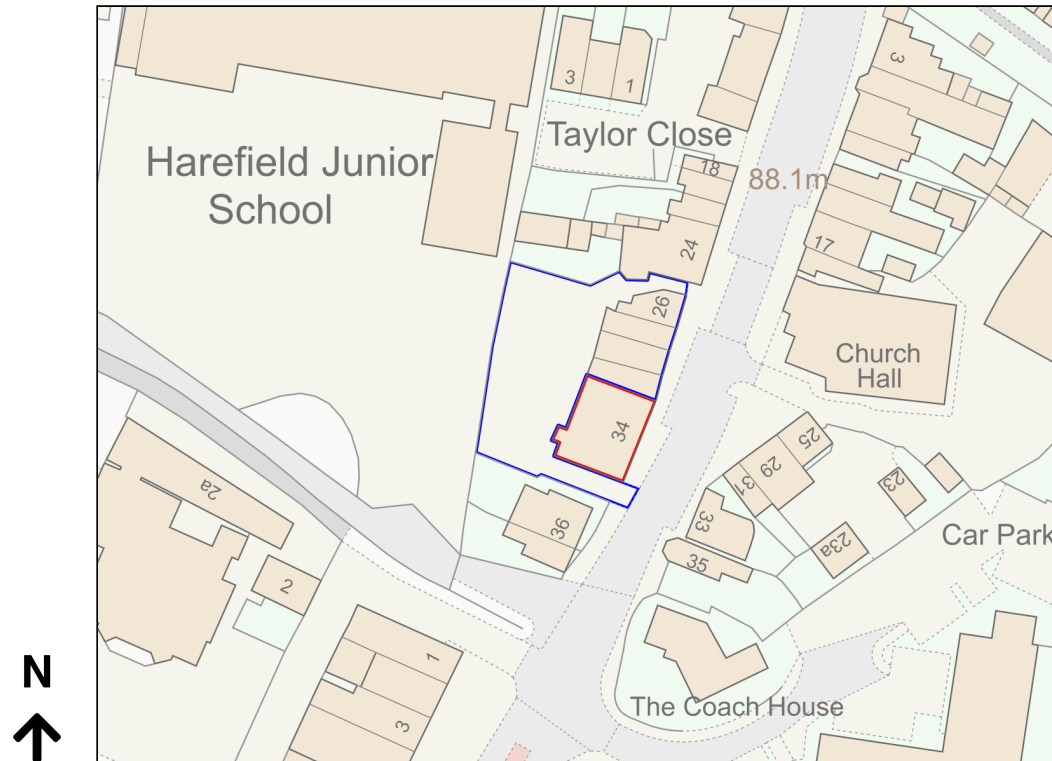 3
1
3
Taylor Close
Harefield Junior
School
18
88.1m
24
17
26
Church
Hall
34
25
29
31
23
2a
33
36
23a
Car Park
35
2
N
1
The Coach House
3